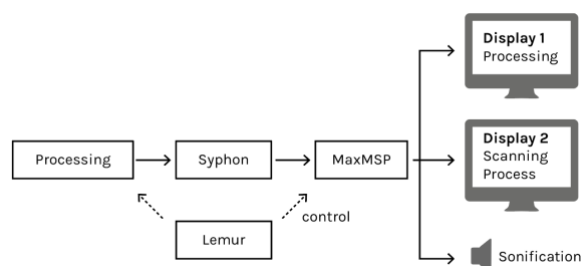 Display 1
Processing
Display 2
Scanning
Process
Processing
Syphon
MaxMSP
Lemur
control
Sonification